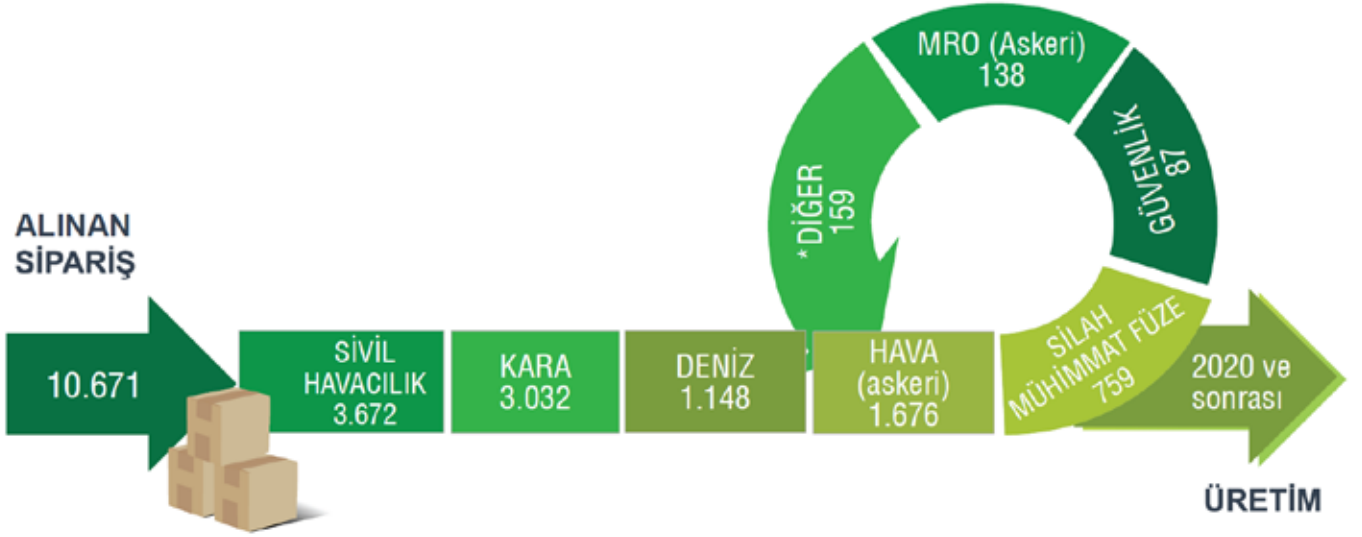 ALINAN
SİPARİŞ
10.671
SİVİL
HAVACILIK
3.672
KARA
3.032
DENİZ
1.148
HAVA
(askeri)
1.676
SİLAH
MÜHİMMAT FÜZE
759
GÜVENLİK
87
MRO (Askeri)
138
*DİĞER
159
2020 ve
sonrası
ÜRETİM